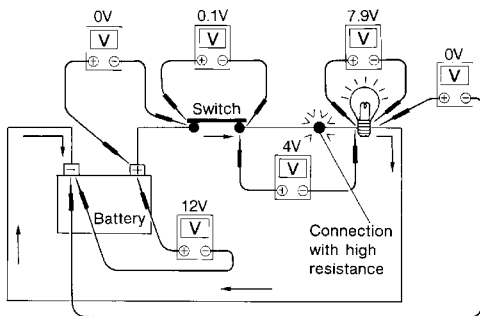 0V
V
⊕ ⊖
0.1V
V
⊕ ⊖
7.9V
V
⊕ ⊖
0V
V
⊕ ⊖
Switch
4V
V
⊕ ⊖
−
+
Battery
12V
V
⊕ ⊖
Connection
with high
resistance